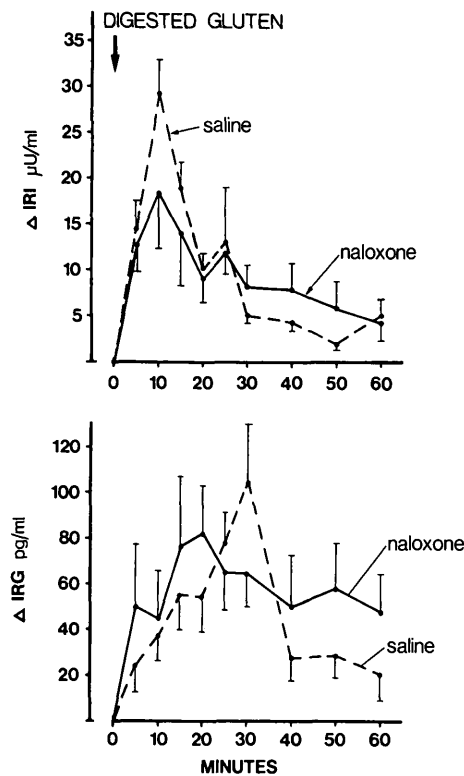 DIGESTED GLUTEN
35
30
25
20
15
10
5
Δ IRI µU/ml
saline
naloxone
0 10 20 30 40 50 60
120
100
80
60
40
20
Δ IRG pg/ml
naloxone
saline
0 10 20 30 40 50 60
MINUTES